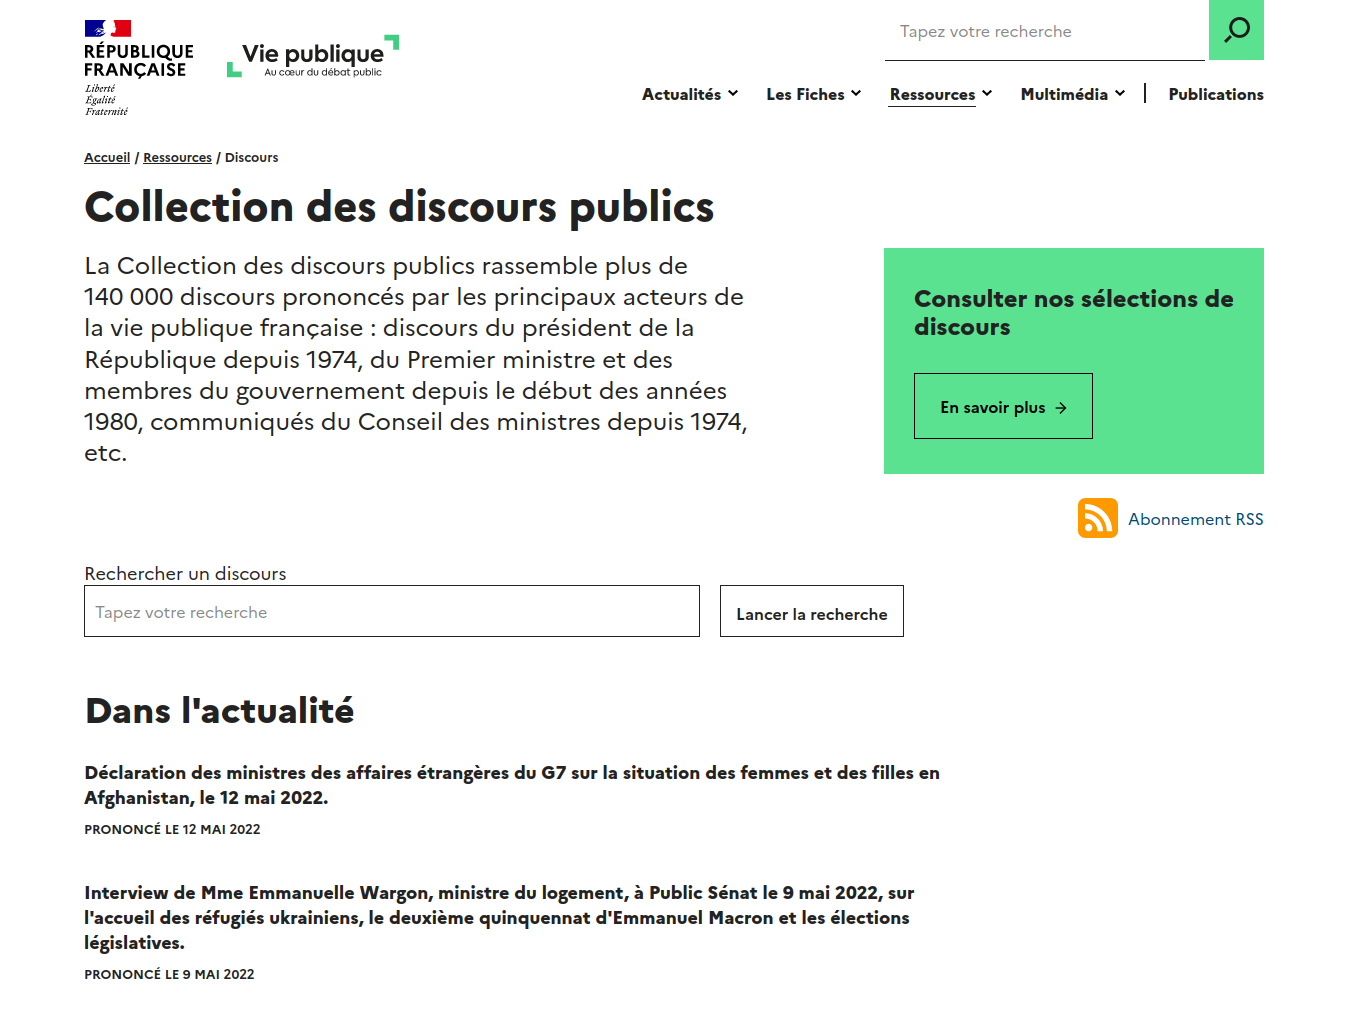 RÉPUBLIQUE
FRANÇAISE
Liberté
Égalité
Fraternité
Vie publique
Au cœur du débat public
Tapez votre recherche
Actualités
Les Fiches
Ressources
Multimédia
Publications
Accueil / Ressources / Discours
Collection des discours publics
La Collection des discours publics rassemble plus de
140 000 discours prononcés par les principaux acteurs de
la vie publique française : discours du président de la
République depuis 1974, du Premier ministre et des
membres du gouvernement depuis le début des années
1980, communiqués du Conseil des ministres depuis 1974,
etc.
Consulter nos sélections de
discours
En savoir plus →
Abonnement RSS
Rechercher un discours
Tapez votre recherche
Lancer la recherche
Dans l'actualité
Déclaration des ministres des affaires étrangères du G7 sur la situation des femmes et des filles en
Afghanistan, le 12 mai 2022.
PRONONCÉ LE 12 MAI 2022
Interview de Mme Emmanuelle Wargon, ministre du logement, à Public Sénat le 9 mai 2022, sur
l'accueil des réfugiés ukrainiens, le deuxième quinquennat d'Emmanuel Macron et les élections
législatives.
PRONONCÉ LE 9 MAI 2022